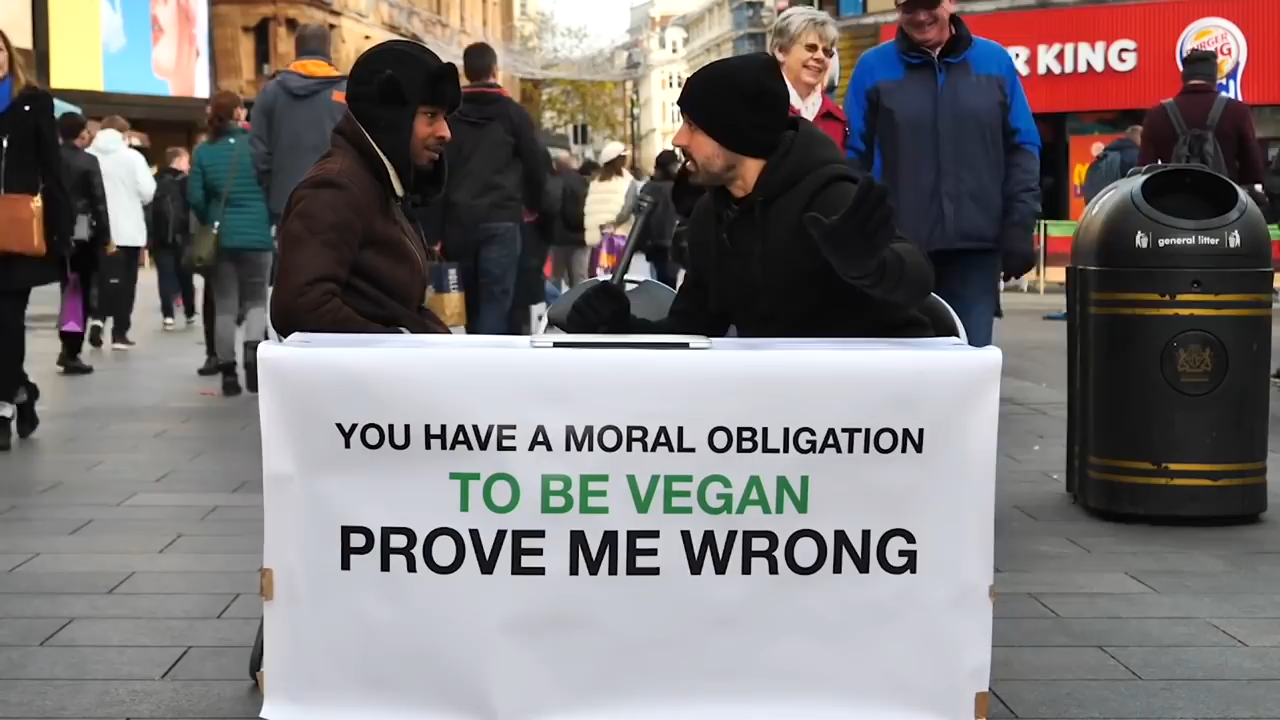 R KING
BURGER
KING
general litter
YOU HAVE A MORAL OBLIGATION
TO BE VEGAN
PROVE ME WRONG